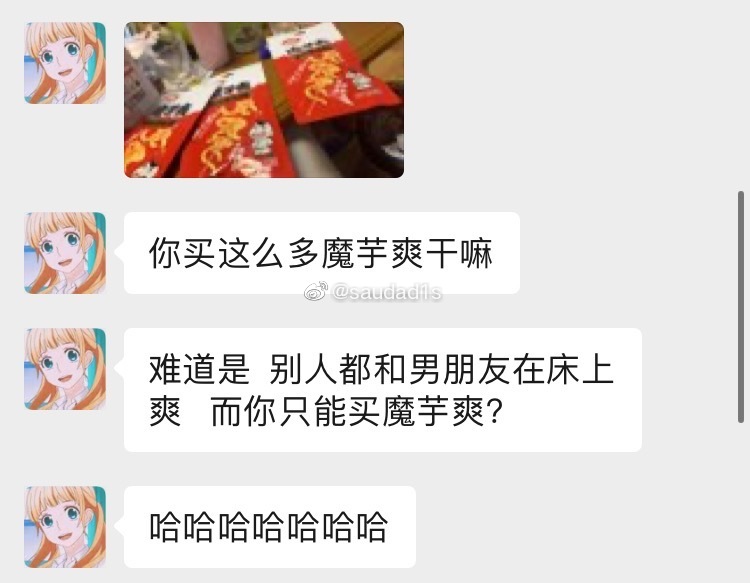 你买这么多魔芋爽干嘛
@saudad1s
难道是 别人都和男朋友在床上
爽 而你只能买魔芋爽?
哈哈哈哈哈哈哈